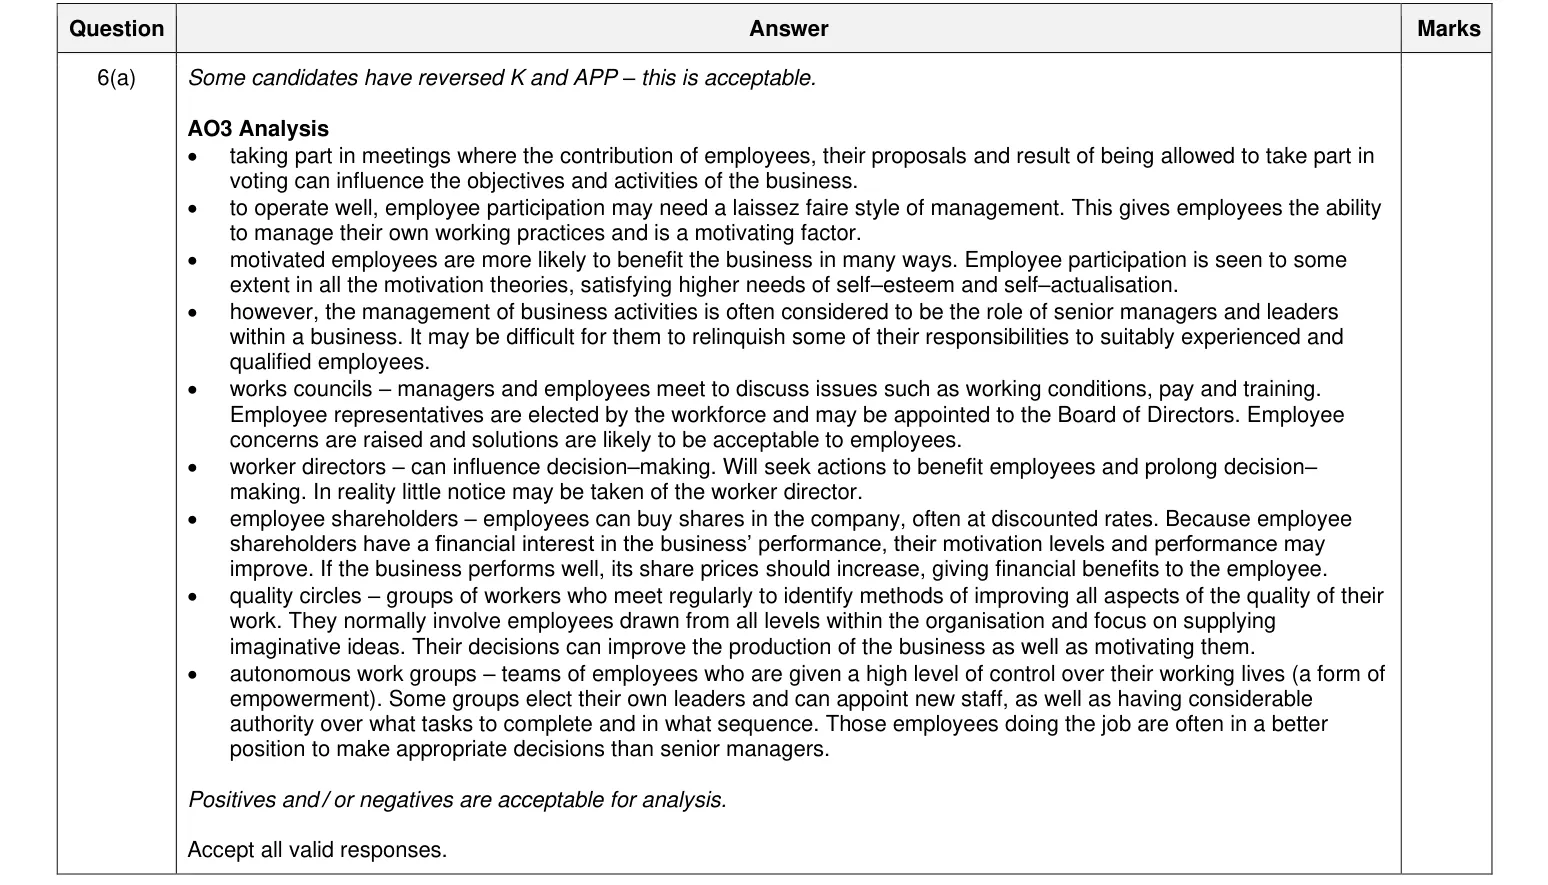 Question Answer Marks
6(a) Some candidates have reversed K and APP – this is acceptable.
AO3 Analysis
• taking part in meetings where the contribution of employees, their proposals and result of being allowed to take part in
voting can influence the objectives and activities of the business.
• to operate well, employee participation may need a laissez faire style of management. This gives employees the ability
to manage their own working practices and is a motivating factor.
• motivated employees are more likely to benefit the business in many ways. Employee participation is seen to some
extent in all the motivation theories, satisfying higher needs of self–esteem and self–actualisation.
• however, the management of business activities is often considered to be the role of senior managers and leaders
within a business. It may be difficult for them to relinquish some of their responsibilities to suitably experienced and
qualified employees.
• works councils – managers and employees meet to discuss issues such as working conditions, pay and training.
Employee representatives are elected by the workforce and may be appointed to the Board of Directors. Employee
concerns are raised and solutions are likely to be acceptable to employees.
• worker directors – can influence decision–making. Will seek actions to benefit employees and prolong decision–
making. In reality little notice may be taken of the worker director.
• employee shareholders – employees can buy shares in the company, often at discounted rates. Because employee
shareholders have a financial interest in the business’ performance, their motivation levels and performance may
improve. If the business performs well, its share prices should increase, giving financial benefits to the employee.
• quality circles – groups of workers who meet regularly to identify methods of improving all aspects of the quality of their
work. They normally involve employees drawn from all levels within the organisation and focus on supplying
imaginative ideas. Their decisions can improve the production of the business as well as motivating them.
• autonomous work groups – teams of employees who are given a high level of control over their working lives (a form of
empowerment). Some groups elect their own leaders and can appoint new staff, as well as having considerable
authority over what tasks to complete and in what sequence. Those employees doing the job are often in a better
position to make appropriate decisions than senior managers.
Positives and / or negatives are acceptable for analysis.
Accept all valid responses.